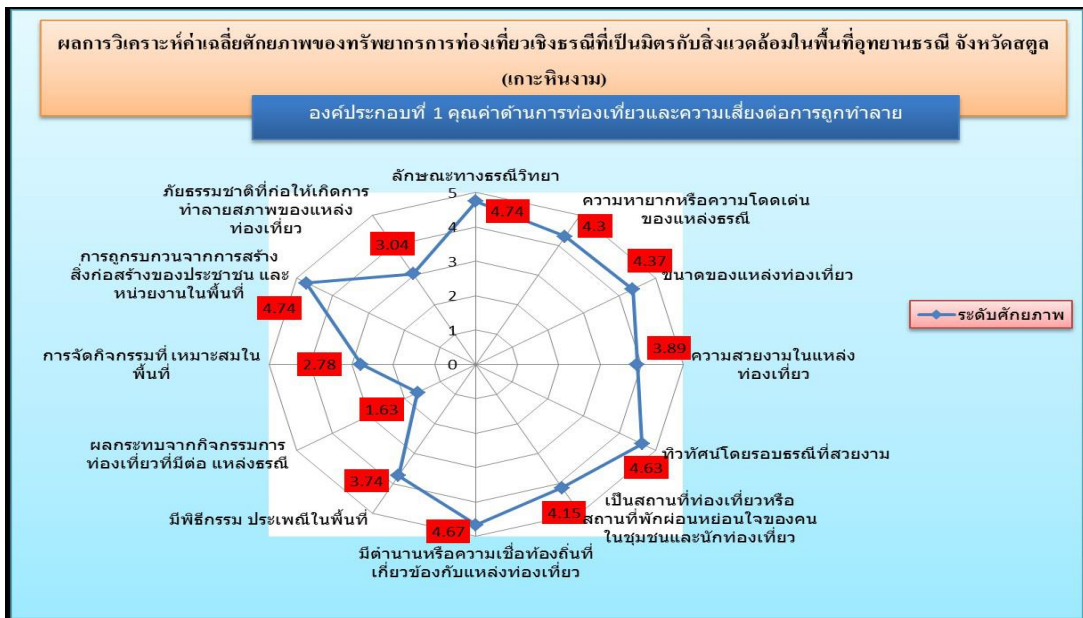 ผลการวิเคราะห์ค่าเฉลี่ยศักยภาพของทรัพยากรการท่องเที่ยวเชิงธรณีที่เป็นมิตรกับสิ่งแวดล้อมในพื้นที่อุทยานธรณี จังหวัดสตูล
(เกาะหินงาม)
องค์ประกอบที่ 1 คุณค่าด้านการท่องเที่ยวและความเสี่ยงต่อการถูกทำลาย
ลักษณะทางธรณีวิทยา
4.74
ความหายากหรือความโดดเด่น
ของแหล่งธรณี
4.3
ขนาดของแหล่งท่องเที่ยว
4.37
ความสวยงามในแหล่ง
ท่องเที่ยว
3.89
ทิวทัศน์โดยรอบธรณีที่สวยงาม
4.63
เป็นสถานที่ท่องเที่ยวหรือ
สถานที่พักผ่อนหย่อนใจของคน
ในชุมชนและนักท่องเที่ยว
4.15
มีตำนานหรือความเชื่อท้องถิ่นที่
เกี่ยวข้องกับแหล่งท่องเที่ยว
4.67
มีพิธีกรรม ประเพณีในพื้นที่
3.74
ผลกระทบจากกิจกรรมการ
ท่องเที่ยวที่มีต่อ แหล่งธรณี
1.63
การจัดกิจกรรมที่ เหมาะสมใน
พื้นที่
2.78
การถูกรบกวนจากการสร้าง
สิ่งก่อสร้างของประชาชน และ
หน่วยงานในพื้นที่
4.74
ภัยธรรมชาติที่ก่อให้เกิดการ
ทำลายสภาพของแหล่ง
ท่องเที่ยว
3.04
5
4
3
2
1
0
ระดับศักยภาพ